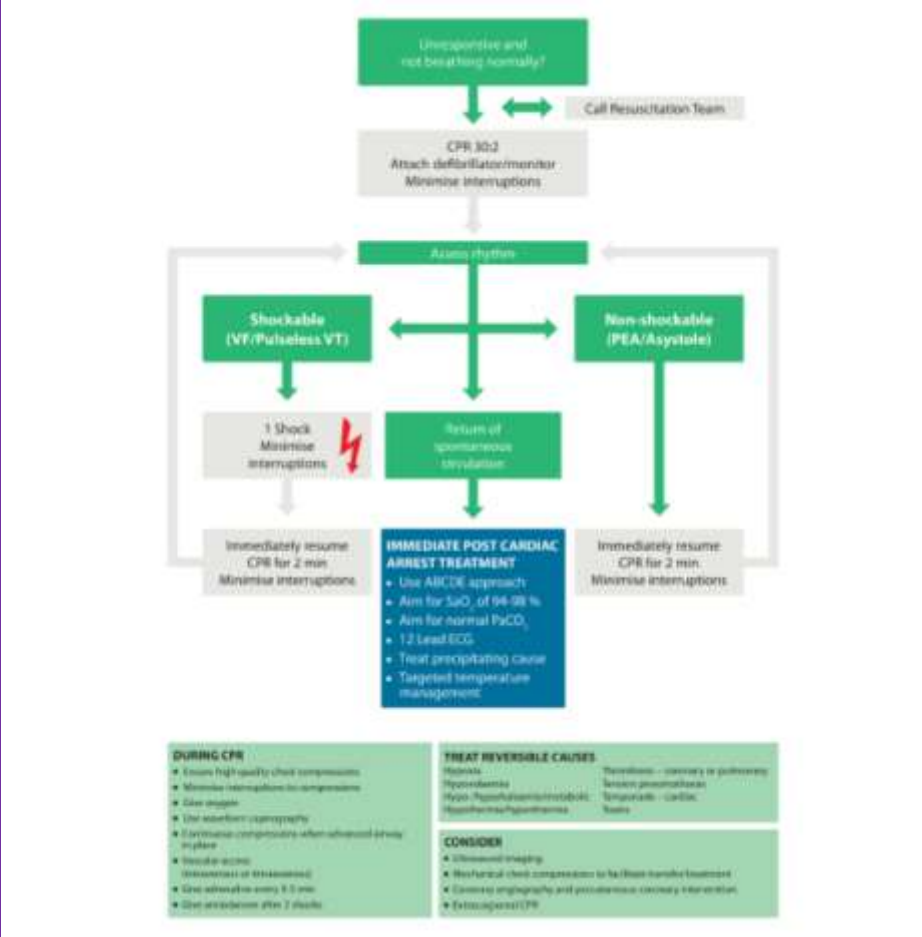 Unresponsive and
not breathing normally?
Call Resuscitation Team
CPR 30:2
Attach defibrillator/monitor
Minimise interruptions
Assess rhythm
Shockable
(VF/Pulseless VT)
Non-shockable
(PEA/Asystole)
1 Shock
Minimise
interruptions
Return of
spontaneous
circulation
Immediately resume
CPR for 2 min
Minimise interruptions
IMMEDIATE POST CARDIAC
ARREST TREATMENT
• Use ABCDE approach
• Aim for SaO₂ of 94-98 %
• Aim for normal PaCO₂
• 12 Lead ECG
• Treat precipitating cause
• Targeted temperature
management
Immediately resume
CPR for 2 min
Minimise interruptions
DURING CPR
• Ensure high quality chest compressions
• Minimise interruptions to compressions
• Give oxygen
• Use waveform capnography
• Continuous compressions when advanced airway
in place
• Vascular access
(intravenous or intraosseous)
• Give adrenaline every 3-5 min
• Give amiodarone after 3 shocks
TREAT REVERSIBLE CAUSES
Hypoxia
Hypovolaemia
Hypo-/hyperkalaemia/metabolic
Hypothermia/hyperthermia
Thrombosis – coronary or pulmonary
Tension pneumothorax
Tamponade – cardiac
Toxins
CONSIDER
• Ultrasound imaging
• Mechanical chest compressions to facilitate transfer/treatment
• Coronary angiography and percutaneous coronary intervention
• Extracorporeal CPR